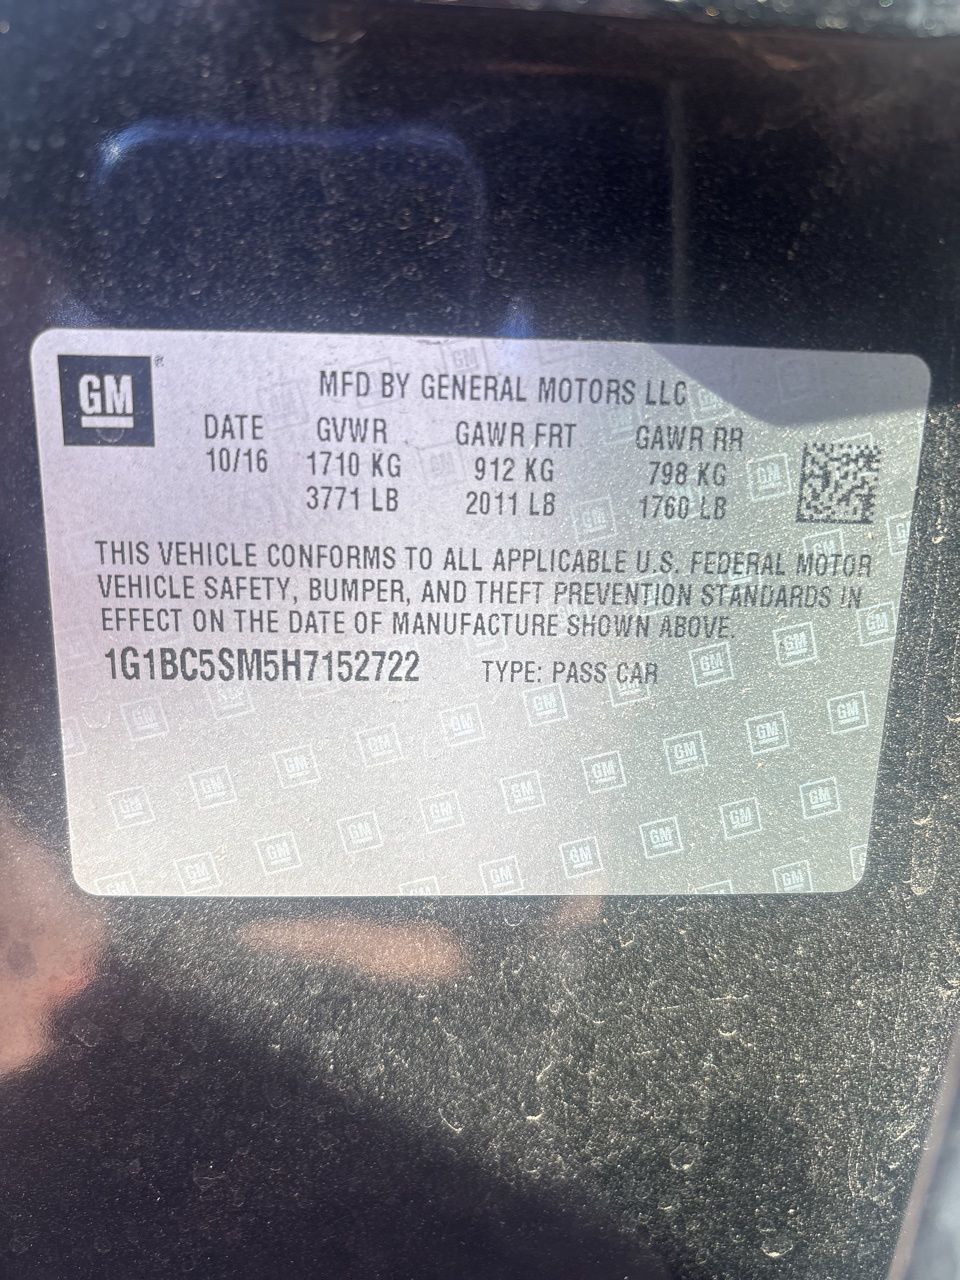 GM®
MFD BY GENERAL MOTORS LLC
DATE GVWR GAWR FRT GAWR RR
10/16 1710 KG 912 KG 798 KG
3771 LB 2011 LB 1760 LB
THIS VEHICLE CONFORMS TO ALL APPLICABLE U.S. FEDERAL MOTOR
VEHICLE SAFETY, BUMPER, AND THEFT PREVENTION STANDARDS IN
EFFECT ON THE DATE OF MANUFACTURE SHOWN ABOVE.
1G1BC5SM5H7152722 TYPE: PASS CAR